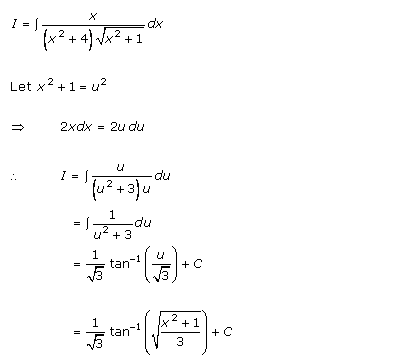 I = ∫ x / ((x² + 4)√(x² + 1)) dx
Let x² + 1 = u²
⇒ 2xdx = 2u du
∴ I = ∫ u / ((u² + 3)u) du
= ∫ 1 / (u² + 3) du
= 1/√3 tan⁻¹(u/√3) + C
= 1/√3 tan⁻¹(√((x² + 1)/3)) + C